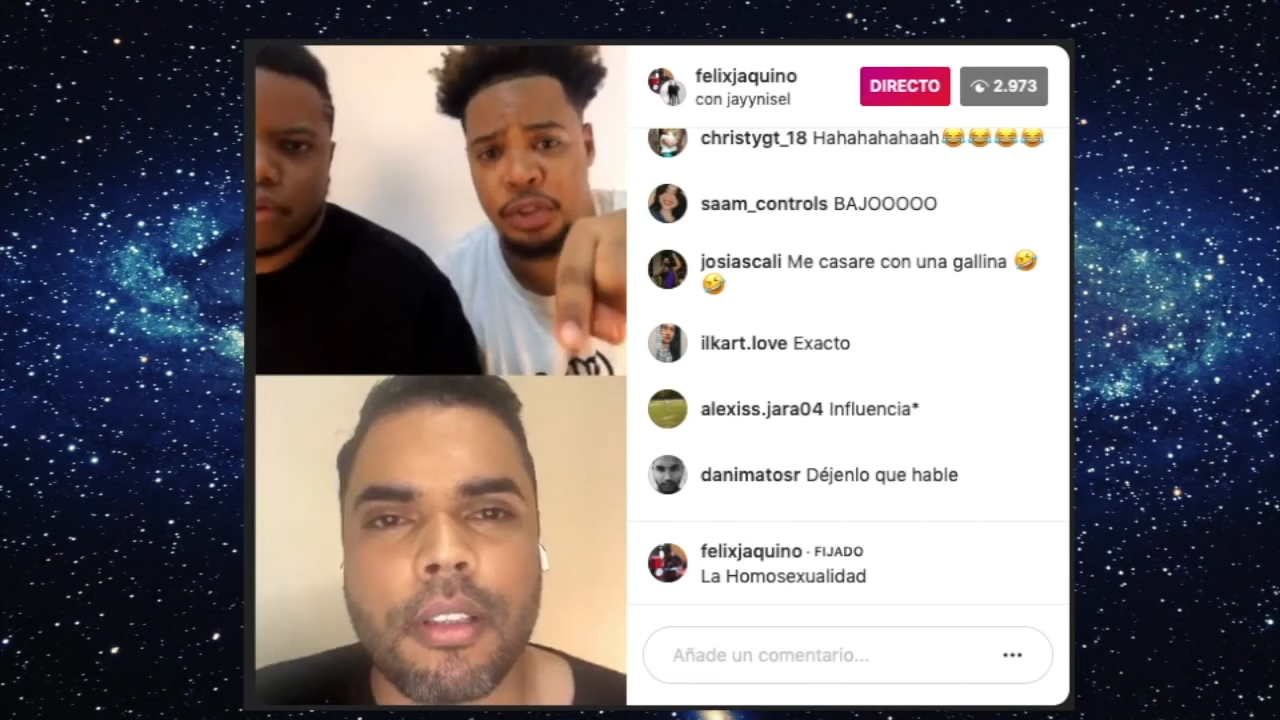 felixjaquino
con jayynisel
DIRECTO
2.973
christygt_18 Hahahahahaah😂😂😂😂
saam_controls BAJOOOOO
josiascali Me casare con una gallina 🤣
🤣
ilkart.love Exacto
alexiss.jara04 Influencia*
danimatosr Déjenlo que hable
felixjaquino · FIJADO
La Homosexualidad
Añade un comentario...